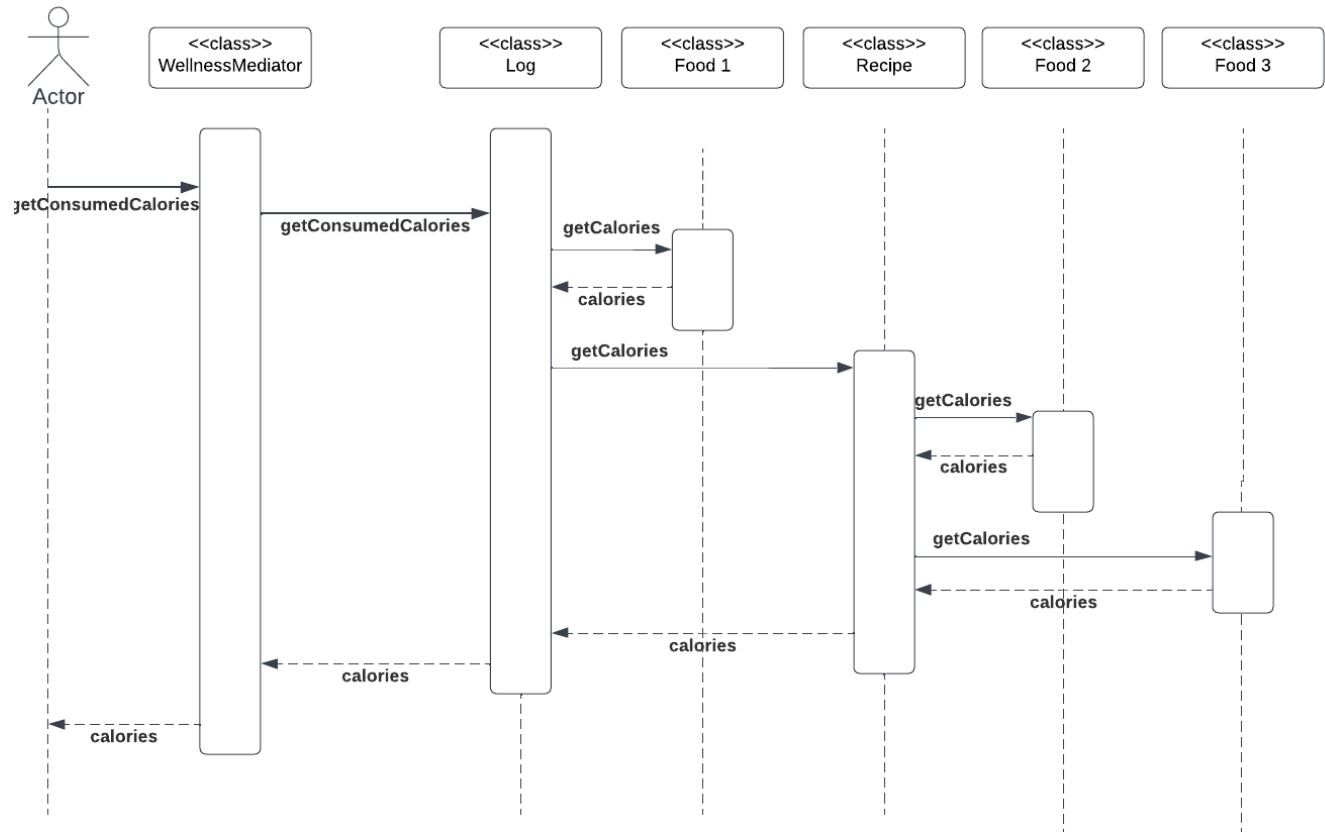 <<class>>
WellnessMediator
<<class>>
Log
<<class>>
Food 1
<<class>>
Recipe
<<class>>
Food 2
<<class>>
Food 3
Actor
getConsumedCalories
getConsumedCalories
getCalories
calories
getCalories
getCalories
calories
getCalories
calories
calories
calories
calories